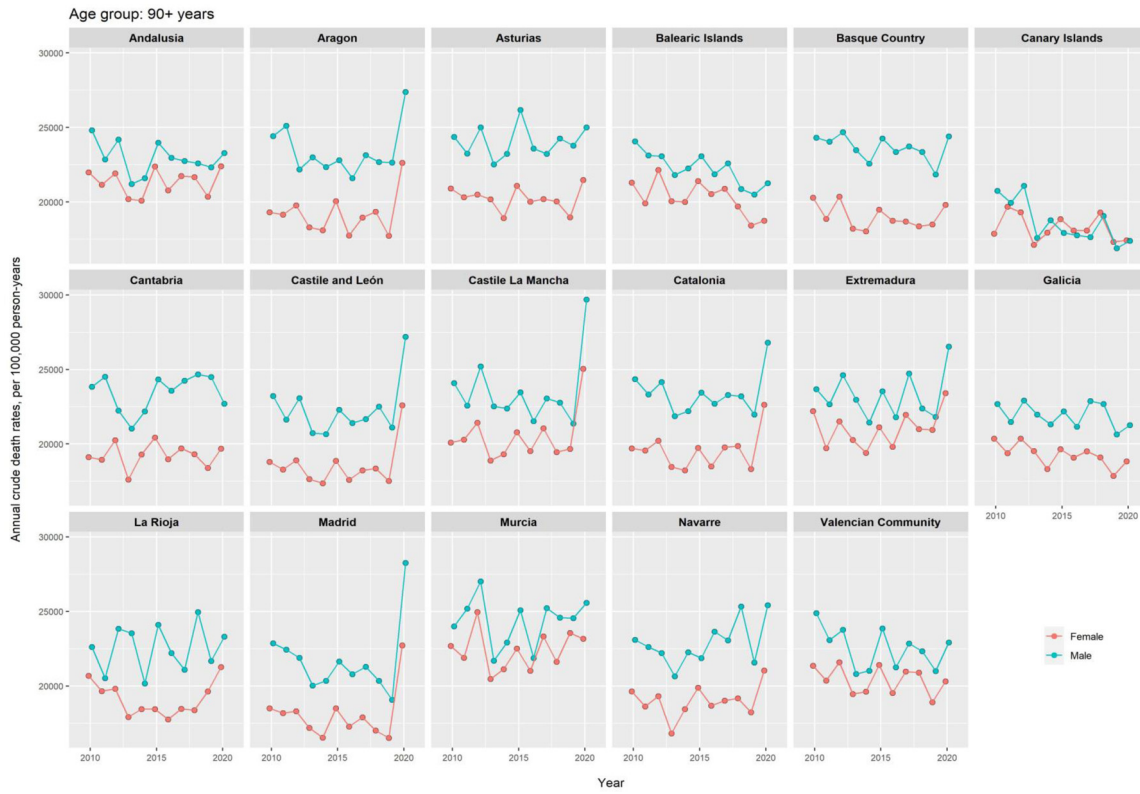 Age group: 90+ years
Andalusia
Aragon
Asturias
Balearic Islands
Basque Country
Canary Islands
30000
25000
20000
Cantabria
Castile and León
Castile La Mancha
Catalonia
Extremadura
Galicia
30000
25000
20000
2010
2015
2020
La Rioja
Madrid
Murcia
Navarre
Valencian Community
30000
25000
20000
Female
Male
2010
2015
2020
2010
2015
2020
2010
2015
2020
2010
2015
2020
2010
2015
2020
Year
Annual crude death rates, per 100,000 person-years